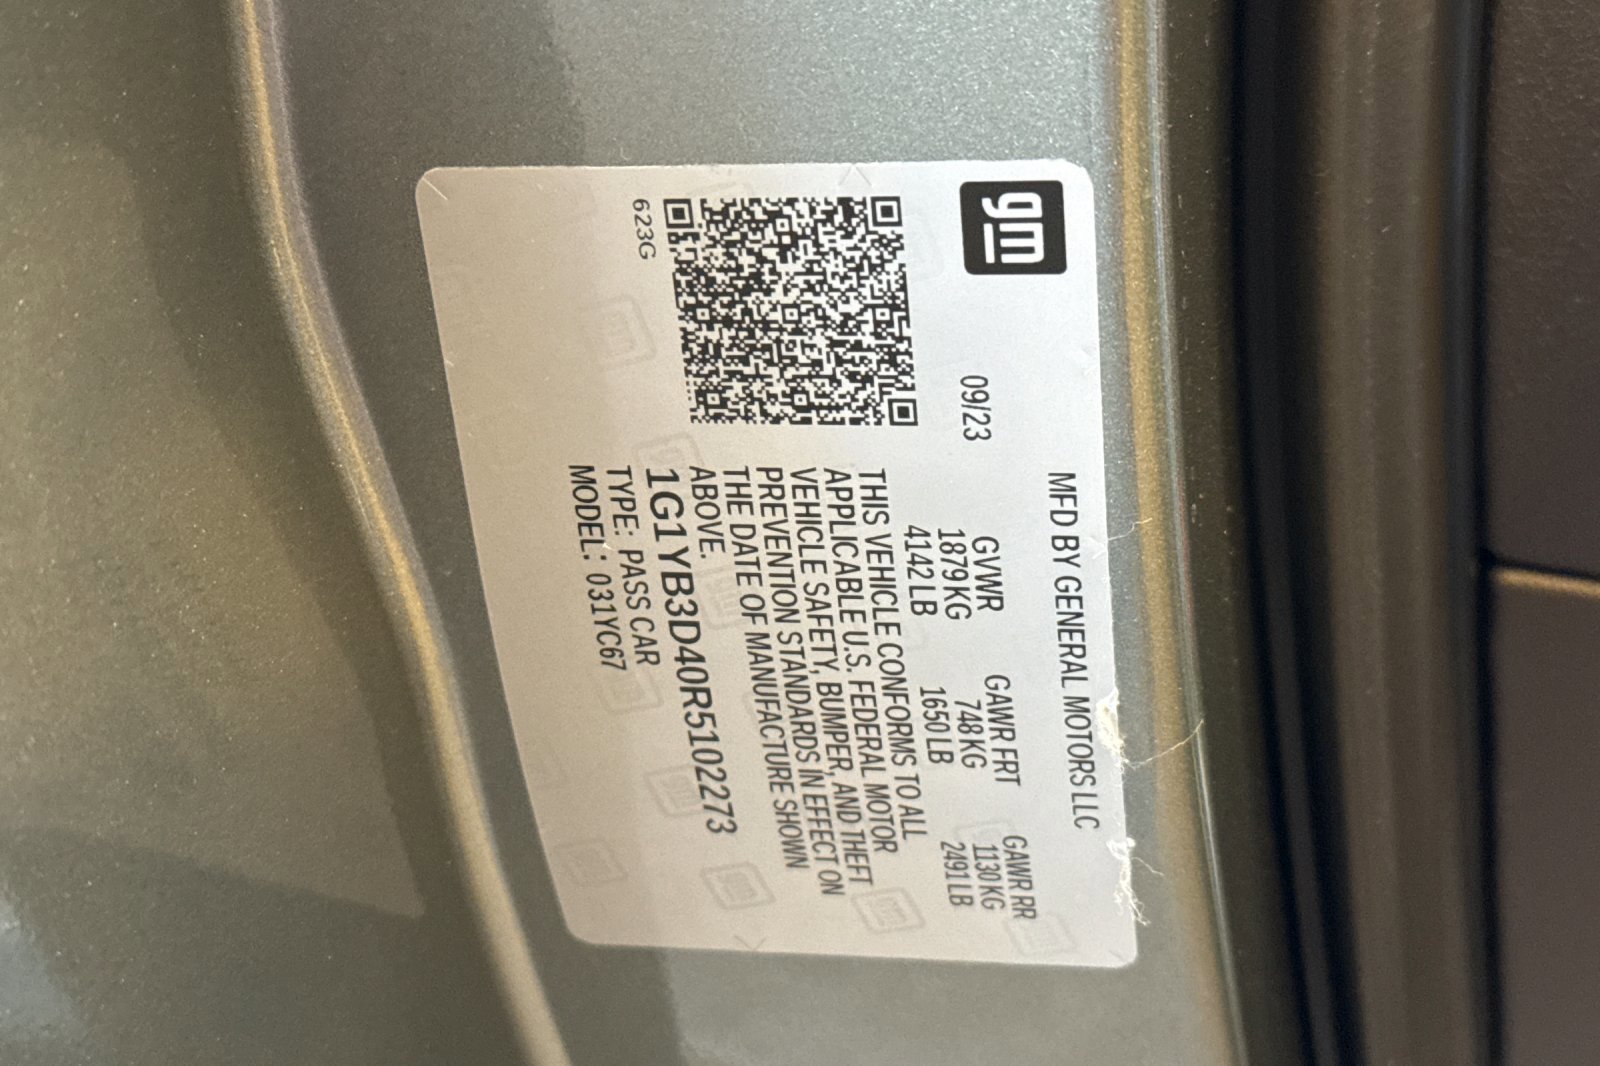 gm
MFD BY GENERAL MOTORS LLC
09/23
GVWR GAWR FRT GAWR RR
1879 KG 748 KG 1130 KG
4142 LB 1650 LB 2491 LB
THIS VEHICLE CONFORMS TO ALL
APPLICABLE U.S. FEDERAL MOTOR
VEHICLE SAFETY, BUMPER, AND THEFT
PREVENTION STANDARDS IN EFFECT ON
THE DATE OF MANUFACTURE SHOWN
ABOVE.
1G1YB3D40R5102273
TYPE: PASS CAR
MODEL: 031YC67
623G